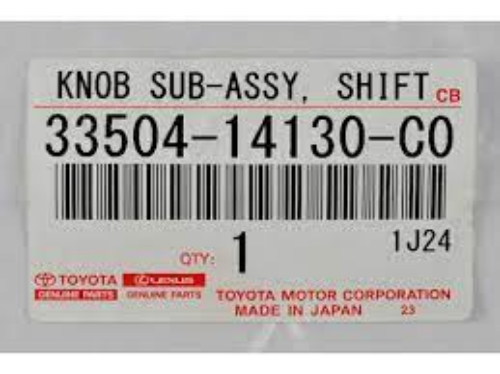 KNOB SUB-ASSY, SHIFT CB
33504-14130-C0
QTY: 1 1J24
TOYOTA LEXUS
GENUINE PARTS GENUINE PARTS TOYOTA MOTOR CORPORATION
MADE IN JAPAN 23